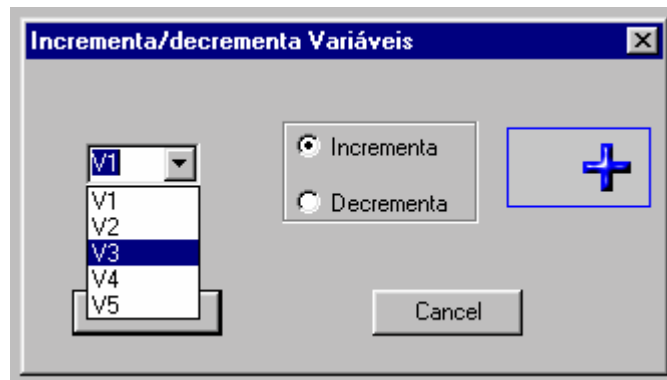 Incrementa/decrementa Variáveis
V1
Incrementa
Decrementa
V1
V2
V3
V4
V5
Cancel